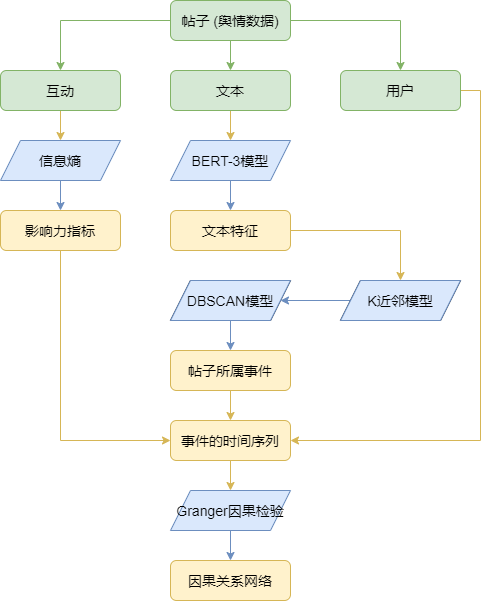 帖子 (舆情数据)
互动
文本
用户
信息熵
BERT-3模型
影响力指标
文本特征
DBSCAN模型
K近邻模型
帖子所属事件
事件的时间序列
Granger因果检验
因果关系网络